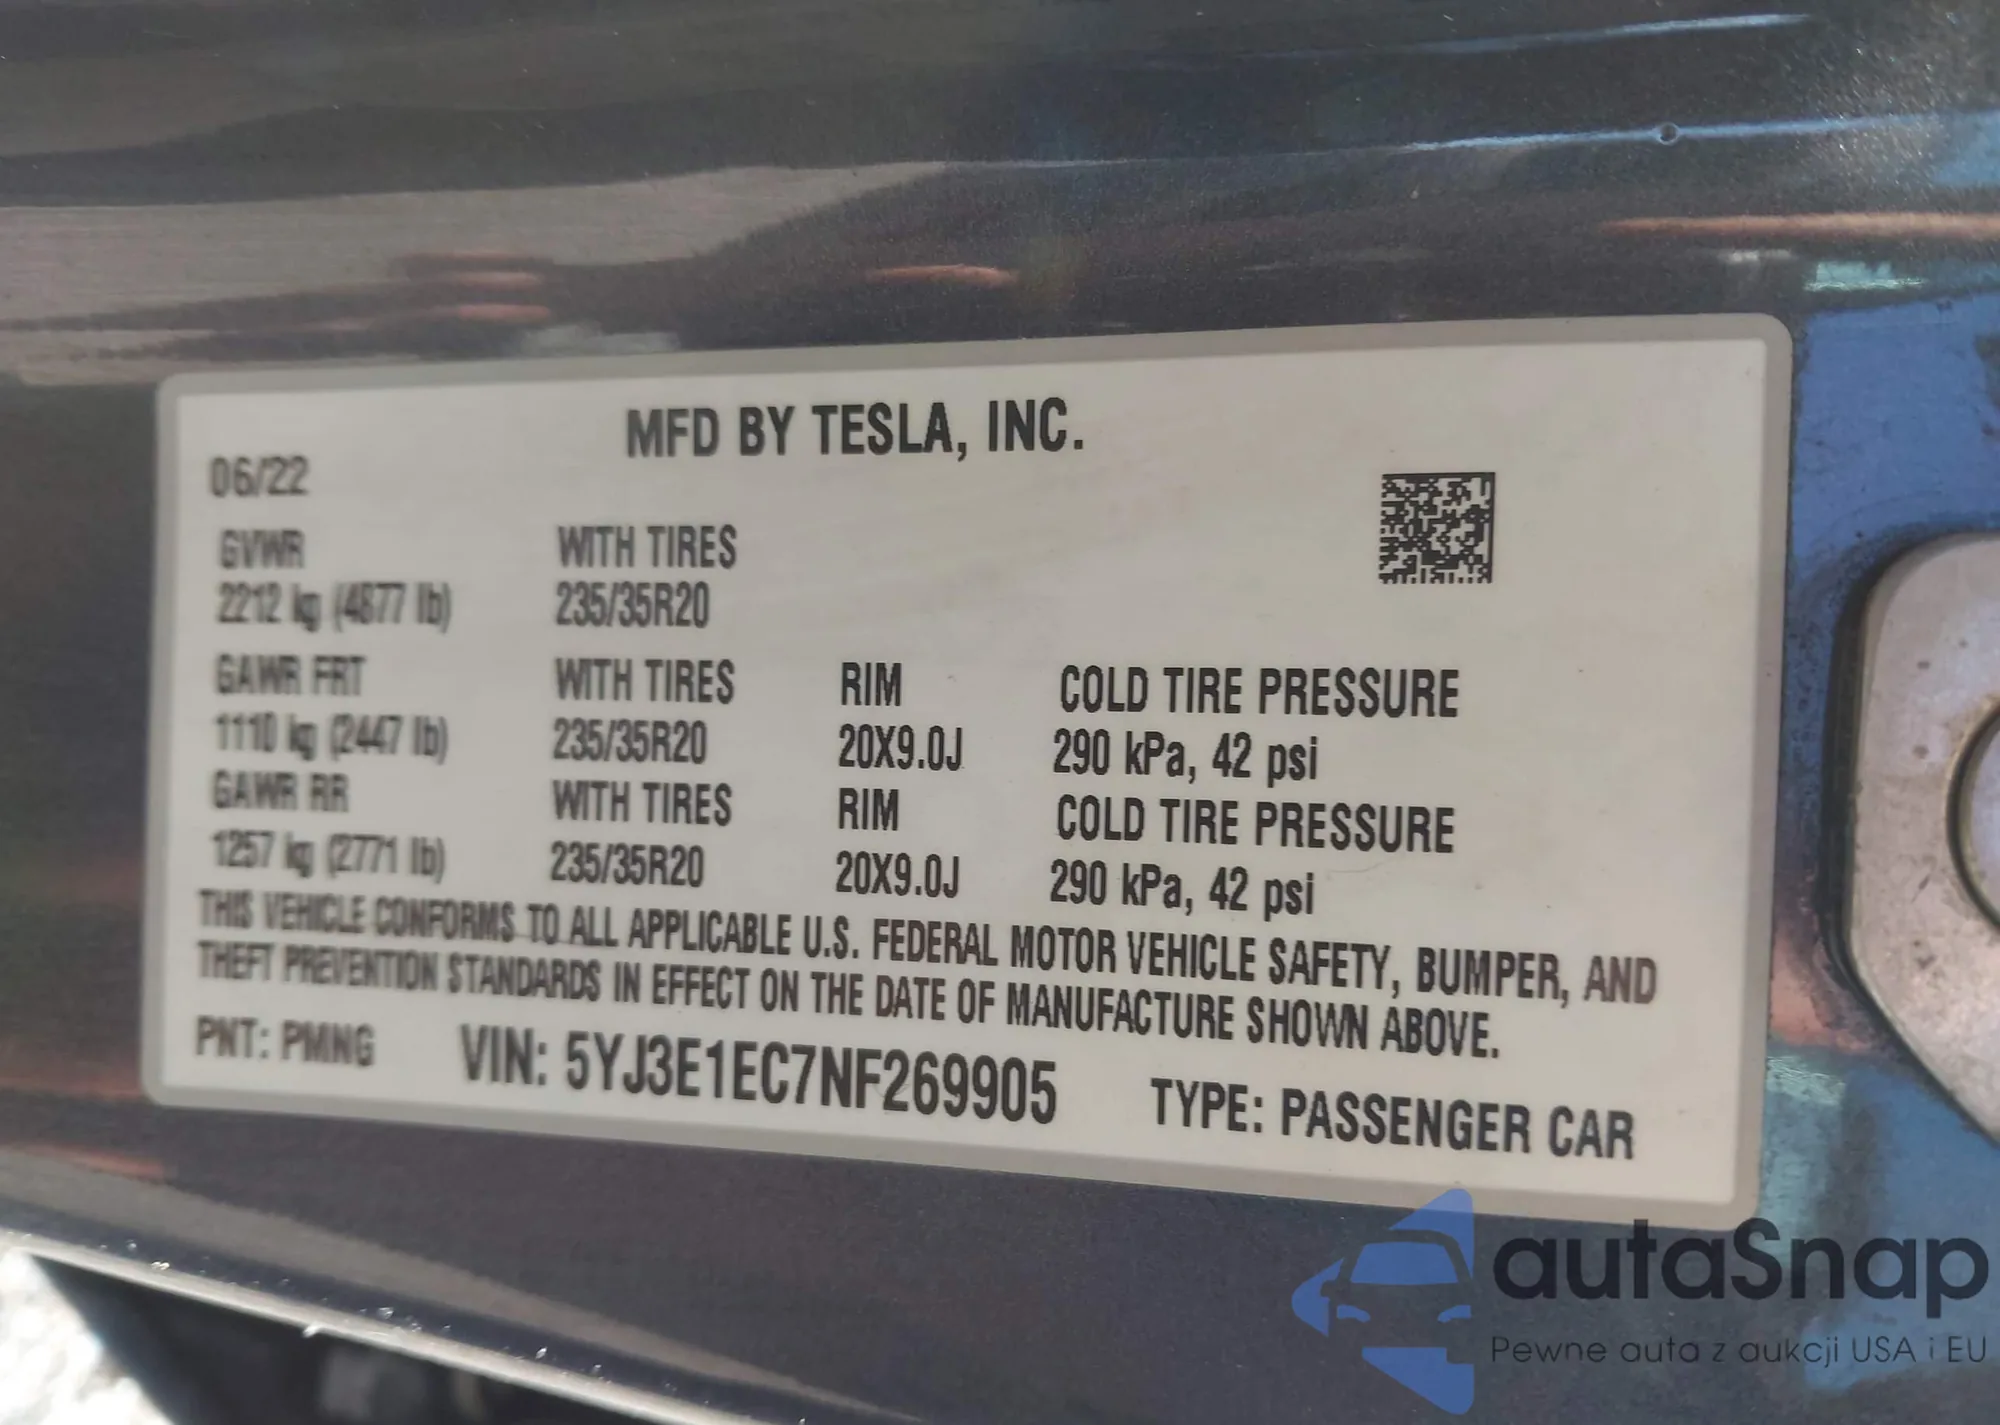 MFD BY TESLA, INC.
06/22
GVWR WITH TIRES
2212 kg (4877 lb) 235/35R20
GAWR FRT WITH TIRES RIM COLD TIRE PRESSURE
1110 kg (2447 lb) 235/35R20 20X9.0J 290 kPa, 42 psi
GAWR RR WITH TIRES RIM COLD TIRE PRESSURE
1257 kg (2771 lb) 235/35R20 20X9.0J 290 kPa, 42 psi
THIS VEHICLE CONFORMS TO ALL APPLICABLE U.S. FEDERAL MOTOR VEHICLE SAFETY, BUMPER, AND
THEFT PREVENTION STANDARDS IN EFFECT ON THE DATE OF MANUFACTURE SHOWN ABOVE.
PNT: PMNG VIN: 5YJ3E1EC7NF269905 TYPE: PASSENGER CAR
autaSnap
Pewne auta z aukcji USA i EU